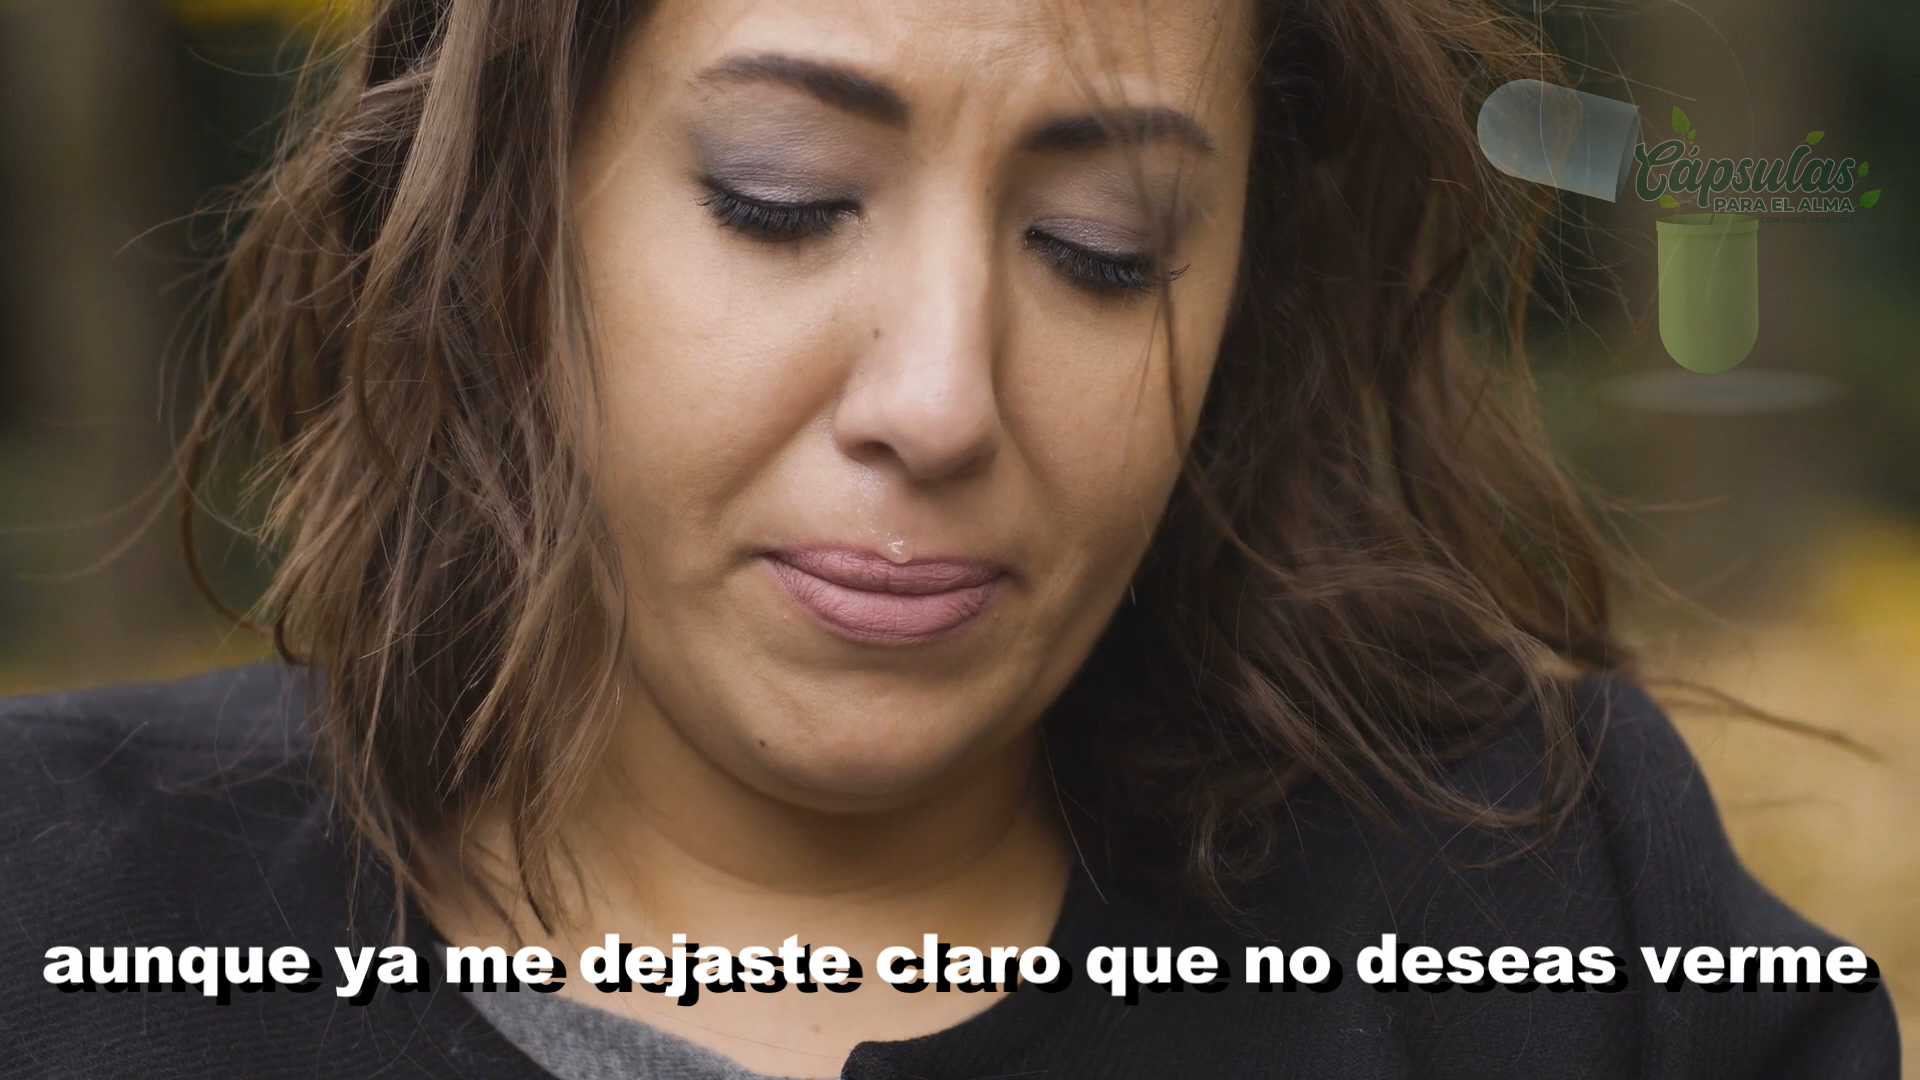 Cápsulas
PARA EL ALMA
aunque ya me dejaste claro que no deseas verme